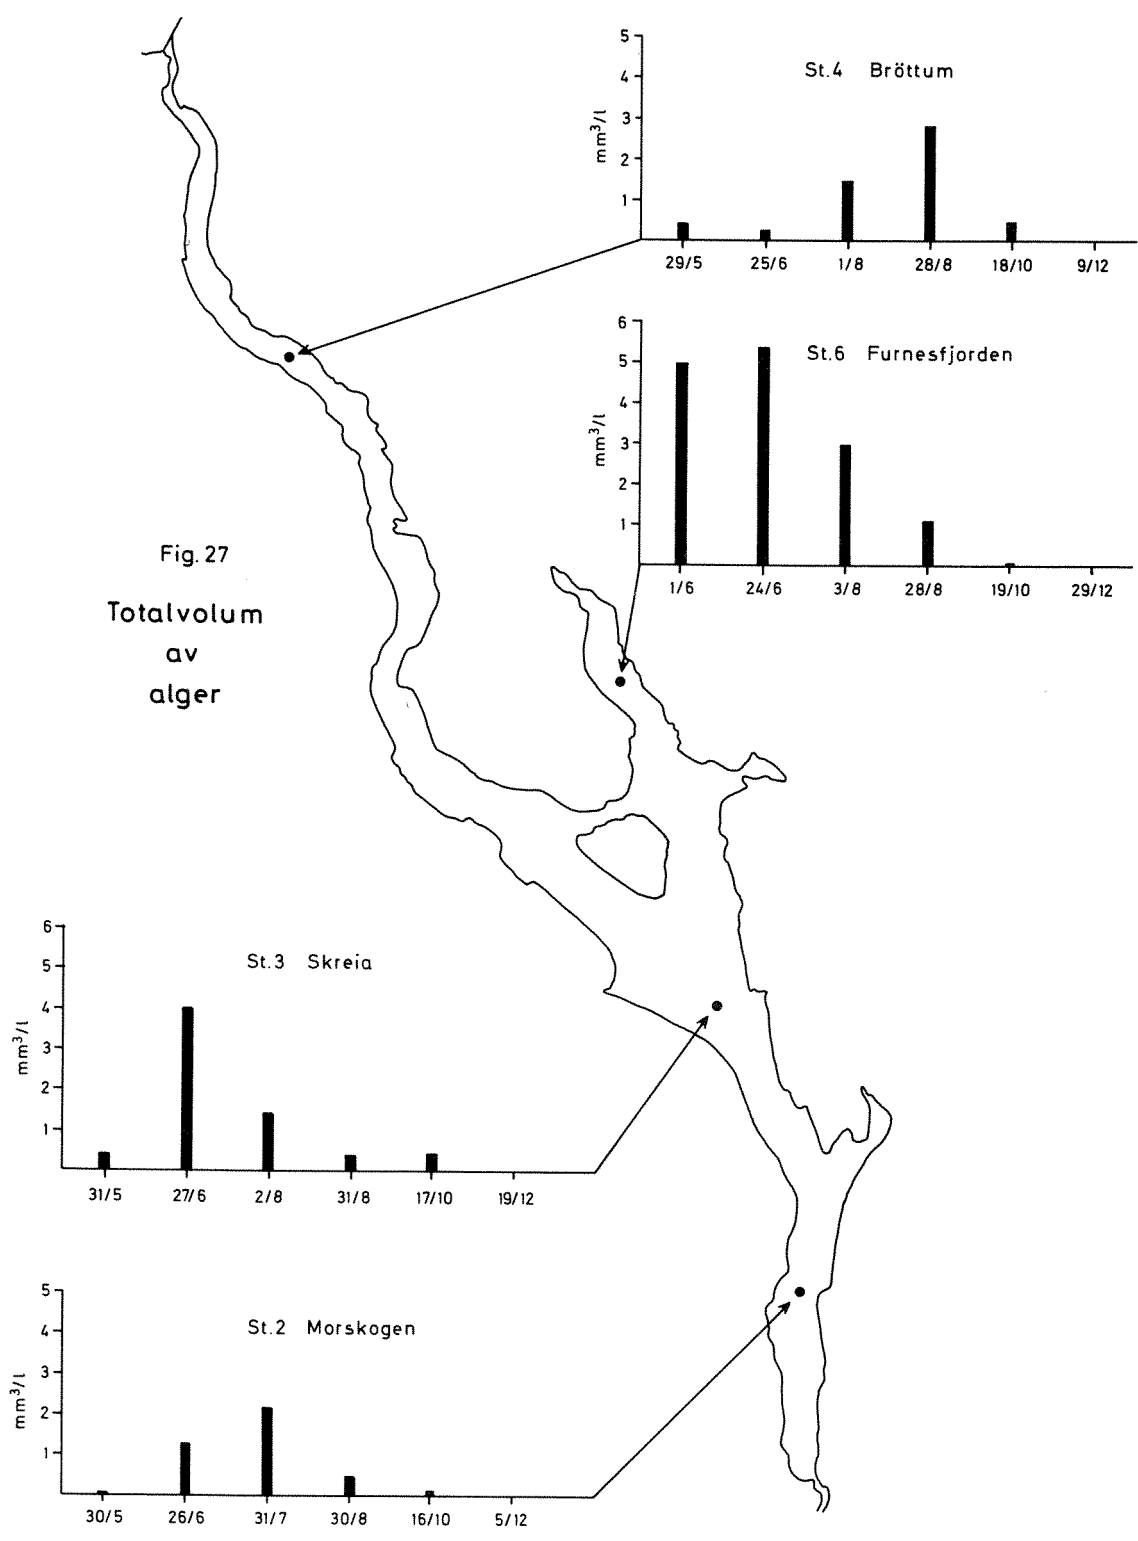 5
4
3
2
1
mm³/l
St.4 Bröttum
29/5 25/6 1/8 28/8 18/10 9/12
6
5
4
3
2
1
mm³/l
St.6 Furnesfjorden
1/6 24/6 3/8 28/8 19/10 29/12
Fig. 27
Totalvolum
av
alger
6
5
4
3
2
1
mm³/l
St.3 Skreia
31/5 27/6 2/8 31/8 17/10 19/12
5
4
3
2
1
mm³/l
St.2 Morskogen
30/5 26/6 31/7 30/8 16/10 5/12